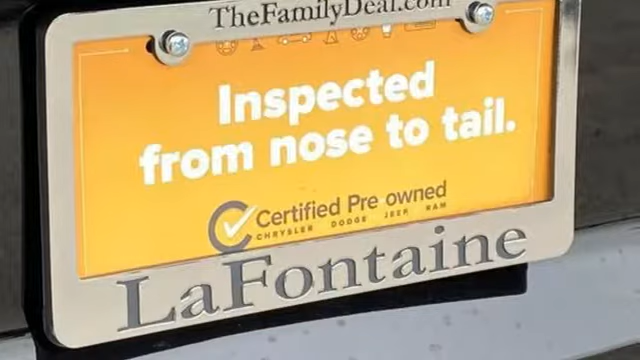 TheFamilyDeal.com
Inspected
from nose to tail.
Certified Pre owned
CHRYSLER DODGE JEEP RAM
LaFontaine